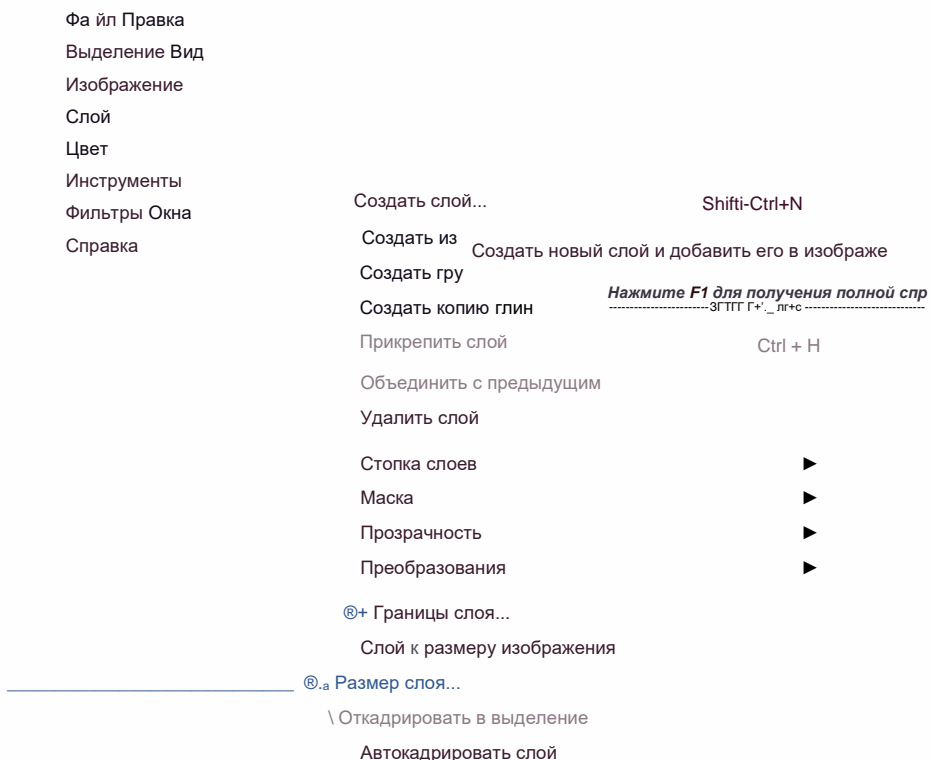 Фа йл Правка
Выделение Вид
Изображение
Слой
Цвет
Инструменты
Фильтры Окна
Справка
Создать слой... Shifti-Ctrl+N
Создать из
Создать новый слой и добавить его в изображе
Создать гру
Нажмите F1 для получения полной спр
Создать копию глин
Прикрепить слой Ctrl + H
Объединить с предыдущим
Удалить слой
Стопка слоев ►
Маска ►
Прозрачность ►
Преобразования ►
®+ Границы слоя...
Слой к размеру изображения
®.a Размер слоя...
\ Откадрировать в выделение
Автокадрировать слой